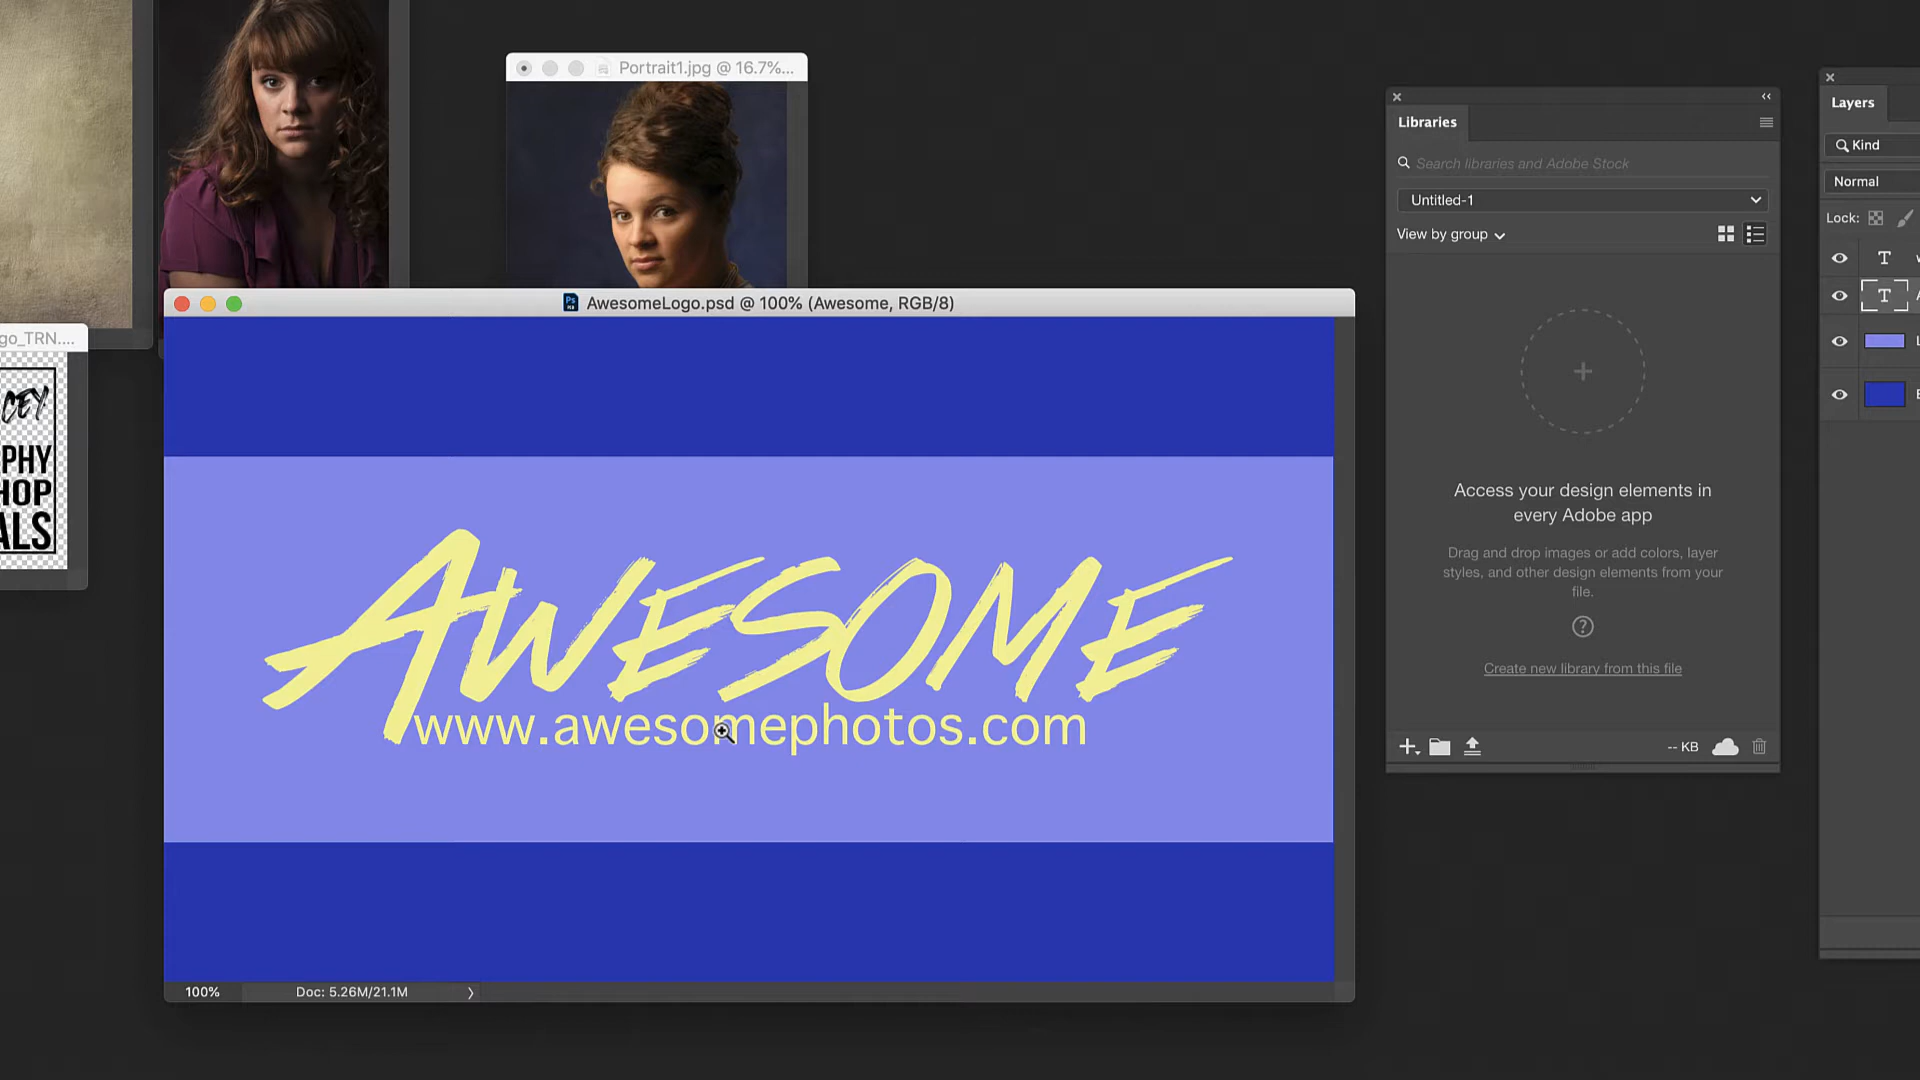 Portrait1.jpg @ 16.7%...
AwesomeLogo.psd @ 100% (Awesome, RGB/8)
go_TRN....
CEY
PHY
HOP
ALS
AWESOME
www.awesomephotos.com
100%
Doc: 5.26M/21.1M
Libraries
Search libraries and Adobe Stock
Untitled-1
View by group
Access your design elements in
every Adobe app
Drag and drop images or add colors, layer
styles, and other design elements from your
file.
Create new library from this file
-- KB
Layers
Kind
Normal
Lock: